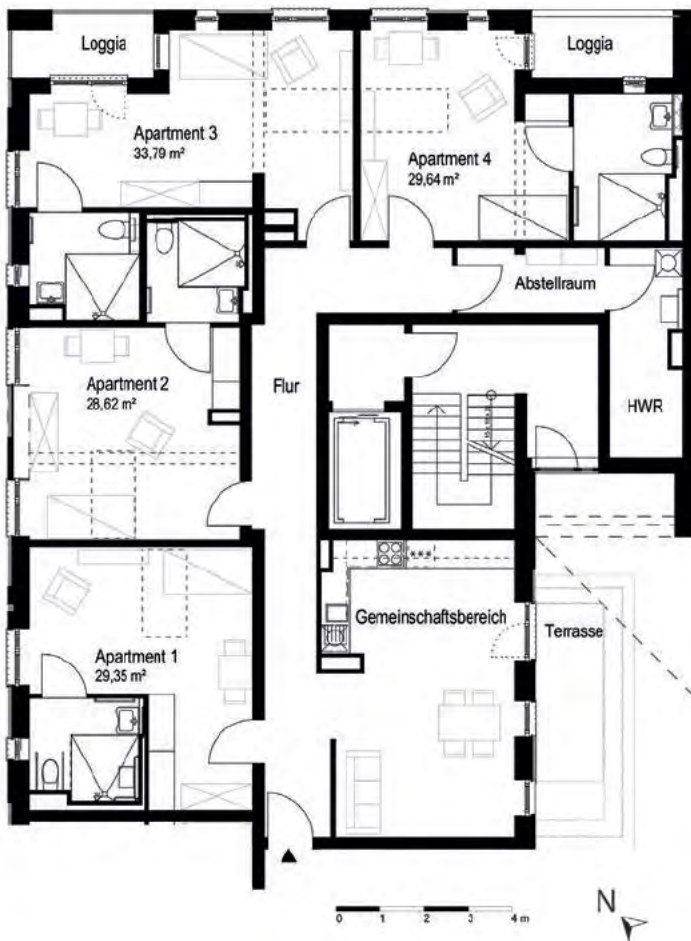 Loggia
Loggia
Apartment 3
33,79 m²
Apartment 4
29,64 m²
Abstellraum
Apartment 2
28,62 m²
Flur
HWR
Gemeinschaftsbereich
Terrasse
Apartment 1
29,35 m²
0 1 2 3 4 m
N